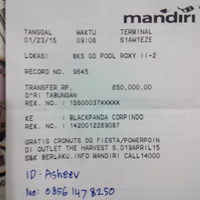 mandiri
TANGGAL WAKTU TERMINAL
01/23/15 09:08 S1AW1EZE
LOKASI : BKS GD POOL ROXY II-2
RECORD NO. 9645
TRANSFER RP. 850,000.00
DARI TABUNGAN
REK. NO. : 15600037XXXXX
KE : BLACKPANDA CORPINDO
REK. NO. : 1420012289087
GRATIS CRONUTS DG FIESTA/POWERPOIN
DI OUTLET THE HARVEST S.D19APRIL15
S&K BERLAKU.INFO MANDIRI CALL14000
ID: Asheev
No: 0856 1478250